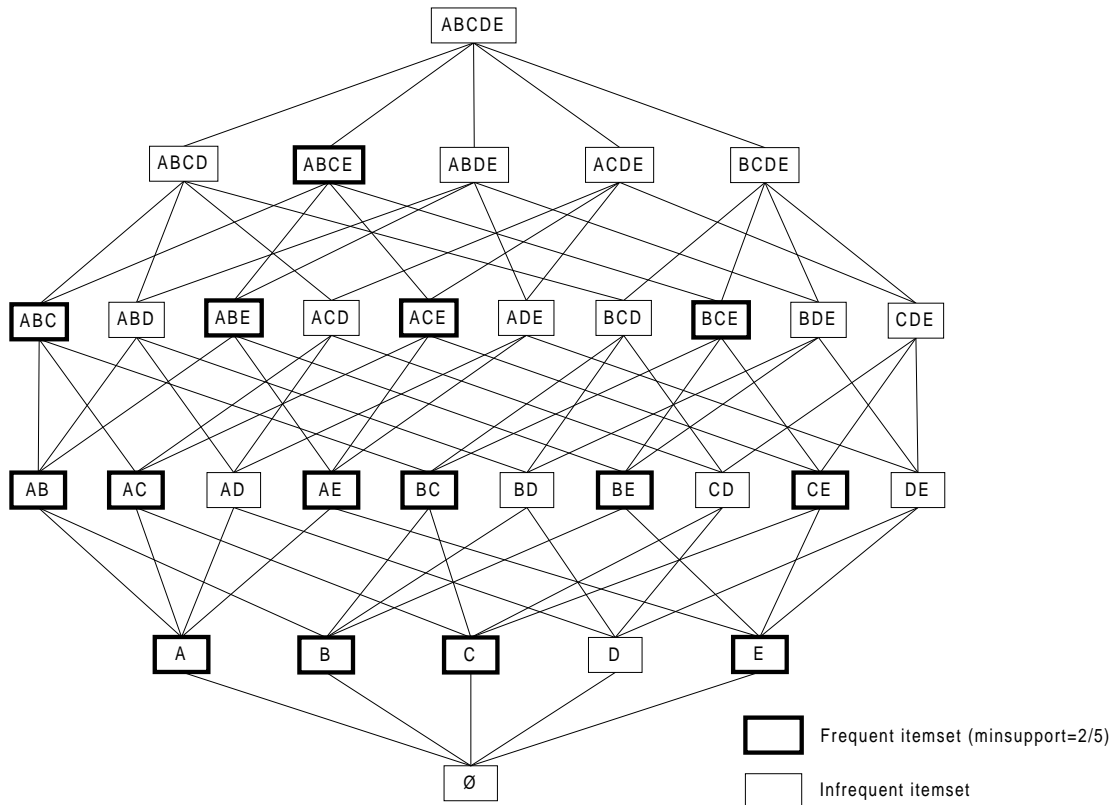 ABCDE
ABCD ABCE ABDE ACDE BCDE
ABC ABD ABE ACD ACE ADE BCD BCE BDE CDE
AB AC AD AE BC BD BE CD CE DE
A B C D E
Ø
Frequent itemset (minsupport=2/5)
Infrequent itemset